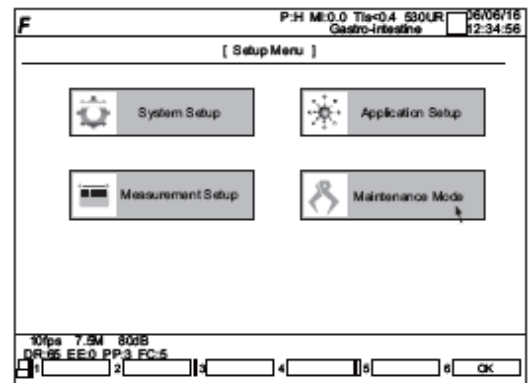 F
P:H MI:0.0 TIs<0.4 530UR 06/06/16
Gastro-intestine 12:34:56
[ Setup Menu ]
System Setup
Application Setup
Measurement Setup
Maintenance Mode
10fps 7.5M 80dB
DR:65 EE:0 PP:3 FC:5
1 2 3 4 5 6 OK